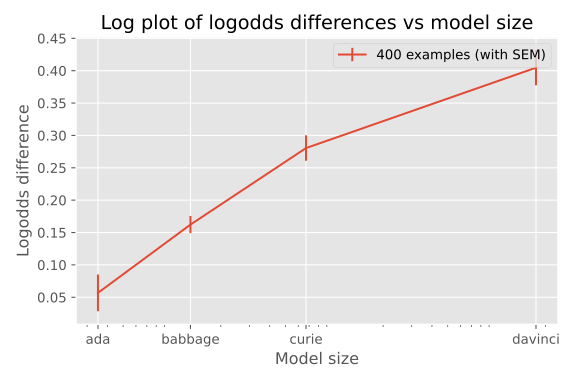 Log plot of logodds differences vs model size
400 examples (with SEM)
Logodds difference
0.45
0.40
0.35
0.30
0.25
0.20
0.15
0.10
0.05
ada babbage curie davinci
Model size